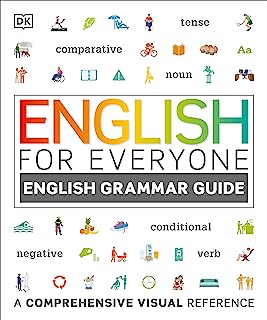 DK
tense
comparative
Aa
noun
ENGLISH
FOR EVERYONE
ENGLISH GRAMMAR GUIDE
conditional
negative
verb
A COMPREHENSIVE VISUAL REFERENCE